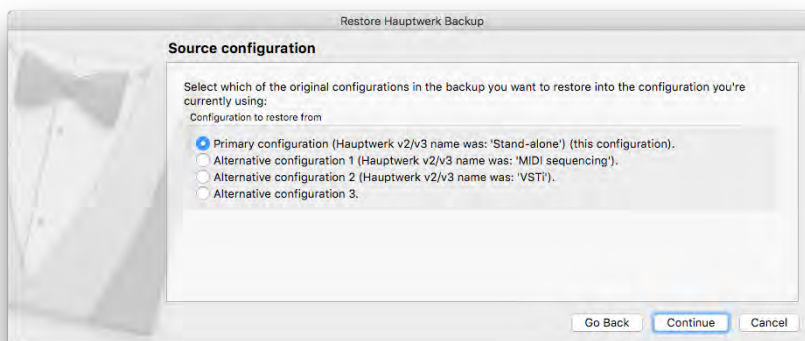 Restore Hauptwerk Backup
Source configuration
Select which of the original configurations in the backup you want to restore into the configuration you're
currently using:
Configuration to restore from
Primary configuration (Hauptwerk v2/v3 name was: 'Stand-alone') (this configuration).
Alternative configuration 1 (Hauptwerk v2/v3 name was: 'MIDI sequencing').
Alternative configuration 2 (Hauptwerk v2/v3 name was: 'VSTi').
Alternative configuration 3.
Go Back Continue Cancel